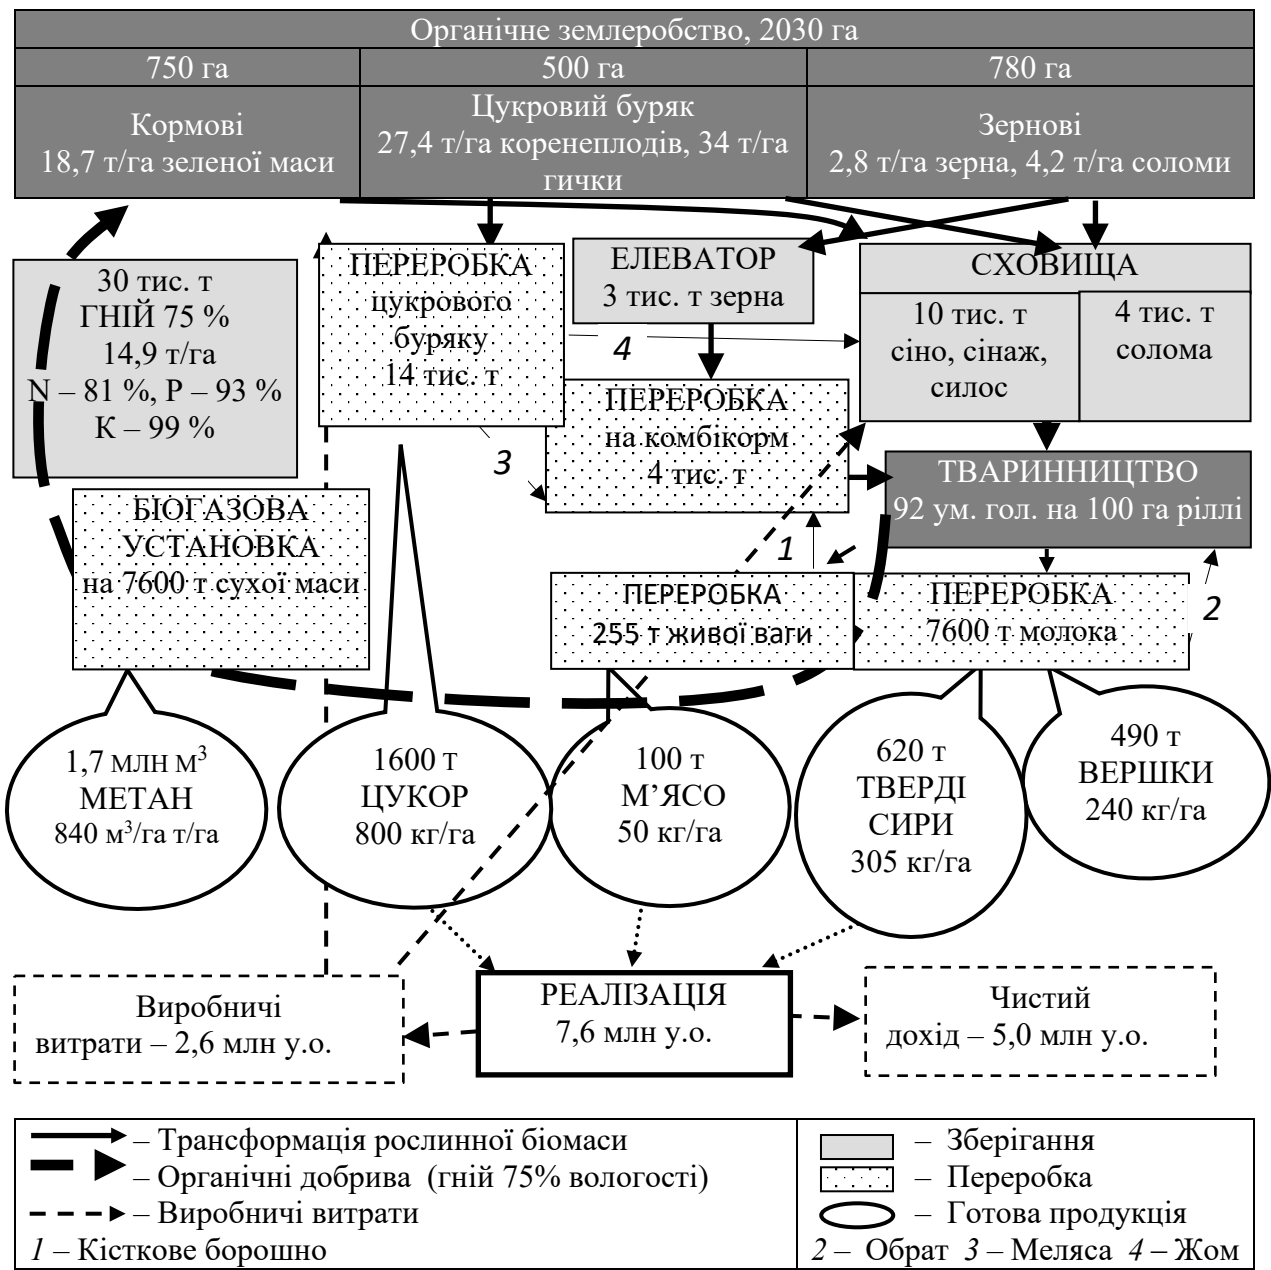 Органічне землеробство, 2030 га
750 га
500 га
780 га
Кормові
18,7 т/га зеленої маси
Цукровий буряк
27,4 т/га коренеплодів, 34 т/га
гички
Зернові
2,8 т/га зерна, 4,2 т/га соломи
30 тис. т
ГНІЙ 75 %
14,9 т/га
N – 81 %, P – 93 %
К – 99 %
ПЕРЕРОБКА
цукрового
буряку
14 тис. т
ЕЛЕВАТОР
3 тис. т зерна
СХОВИЩА
10 тис. т
сіно, сінаж,
силос
4 тис. т
солома
4
ПЕРЕРОБКА
на комбікорм
4 тис. т
3
ТВАРИННИЦТВО
92 ум. гол. на 100 га ріллі
БІОГАЗОВА
УСТАНОВКА
на 7600 т сухої маси
1
ПЕРЕРОБКА
255 т живої ваги
ПЕРЕРОБКА
7600 т молока
2
1,7 млн м³
МЕТАН
840 м³/га т/га
1600 т
ЦУКОР
800 кг/га
100 т
М’ЯСО
50 кг/га
620 т
ТВЕРДІ
СИРИ
305 кг/га
490 т
ВЕРШКИ
240 кг/га
Виробничі
витрати – 2,6 млн у.о.
РЕАЛІЗАЦІЯ
7,6 млн у.о.
Чистий
дохід – 5,0 млн у.о.
– Трансформація рослинної біомаси
– Органічні добрива (гній 75% вологості)
– Виробничі витрати
1 – Кісткове борошно
– Зберігання
– Переробка
– Готова продукція
2 – Обрат 3 – Меляса 4 – Жом